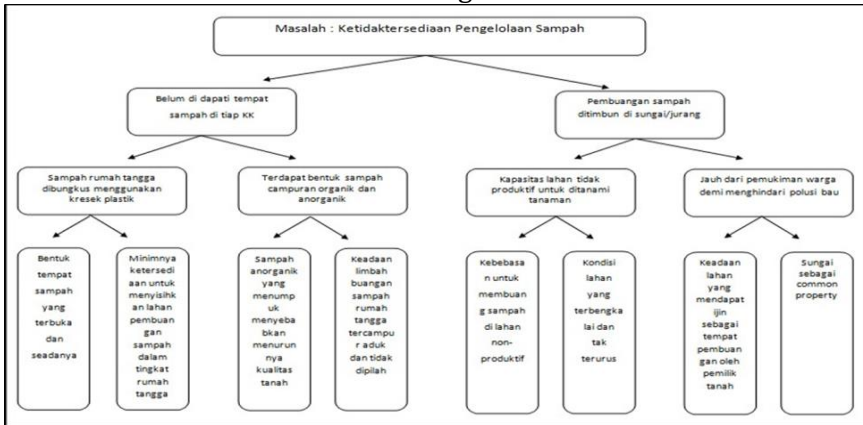 Masalah : Ketidaktersediaan Pengelolaan Sampah
Belum di dapati tempat
sampah di tiap KK
Pembuangan sampah
ditimbun di sungai/jurang
Sampah rumah tangga
dibungkus menggunakan
kresek plastik
Terdapat bentuk sampah
campuran organik dan
anorganik
Kapasitas lahan tidak
produktif untuk ditanami
tanaman
Jauh dari pemukiman warga
demi menghindari polusi bau
Bentuk
tempat
sampah
yang
terbuka
dan
seadanya
Minimnya
ketersedi
aan untuk
menyisihk
an lahan
pembuan
gan
sampah
dalam
tingkat
rumah
tangga
Sampah
anorganik
yang
menump
uk
menyeba
bkan
menurun
nya
kualitas
tanah
Keadaan
limbah
buangan
sampah
rumah
tangga
tercampu
r aduk
dan tidak
dipilah
Kebebasa
n untuk
membuan
g sampah
di lahan
non-
produktif
Kondisi
lahan
yang
terbengka
lai dan
tak
terurus
Keadaan
lahan
yang
mendapat
ijin
sebagai
tempat
pembuan
gan oleh
pemilik
tanah
Sungai
sebagai
common
property